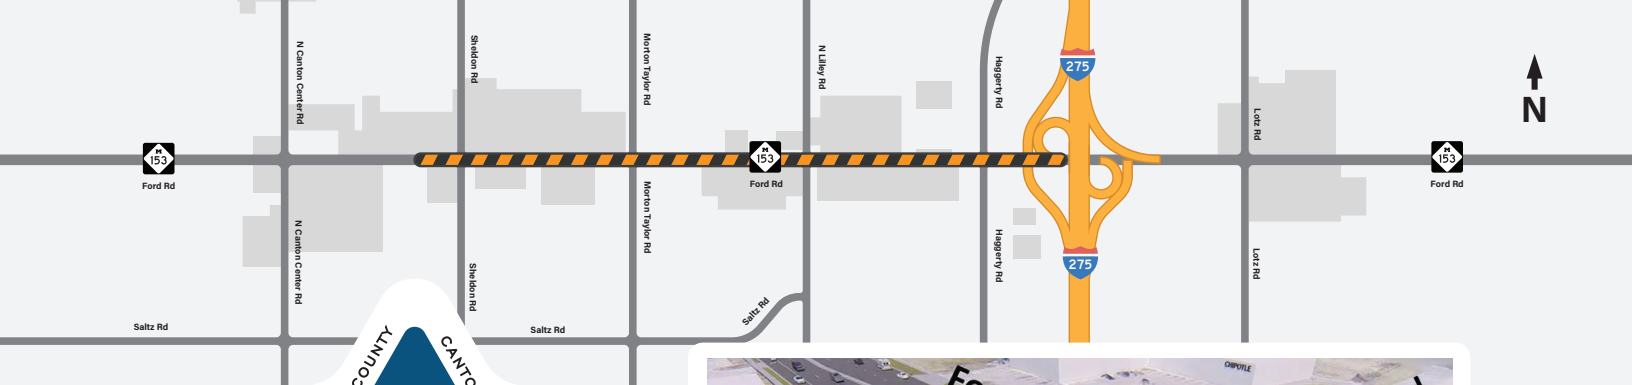 N Canton Center Rd
Sheldon Rd
Morton Taylor Rd
N Lilley Rd
Haggerty Rd
275
Lotz Rd
N
M
153
Ford Rd
M
153
Ford Rd
M
153
Ford Rd
N Canton Center Rd
Sheldon Rd
Morton Taylor Rd
Haggerty Rd
275
Lotz Rd
Saltz Rd
Saltz Rd
Saltz Rd
COUNTY
CANTO
CHIPOTLE